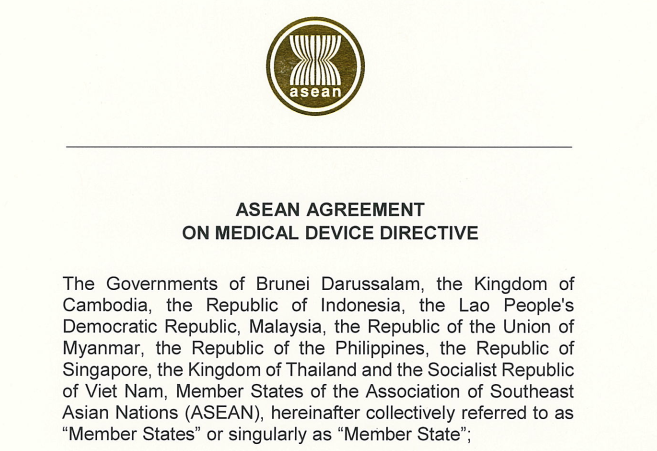 asean
ASEAN AGREEMENT
ON MEDICAL DEVICE DIRECTIVE
The Governments of Brunei Darussalam, the Kingdom of
Cambodia, the Republic of Indonesia, the Lao People's
Democratic Republic, Malaysia, the Republic of the Union of
Myanmar, the Republic of the Philippines, the Republic of
Singapore, the Kingdom of Thailand and the Socialist Republic
of Viet Nam, Member States of the Association of Southeast
Asian Nations (ASEAN), hereinafter collectively referred to as
“Member States” or singularly as “Member State”;